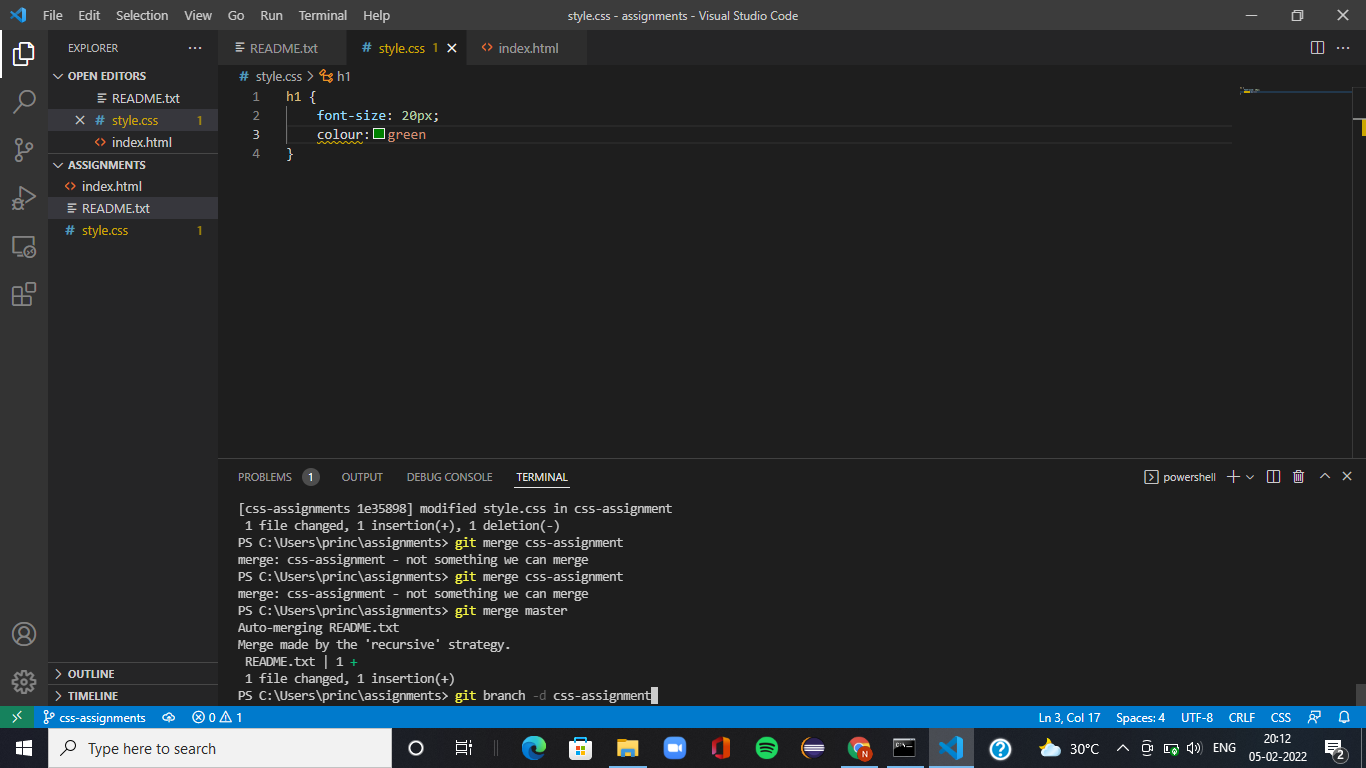 File Edit Selection View Go Run Terminal Help
style.css - assignments - Visual Studio Code
EXPLORER
OPEN EDITORS
README.txt
style.css 1
index.html
ASSIGNMENTS
index.html
README.txt
style.css 1
OUTLINE
TIMELINE
README.txt
style.css 1
index.html
style.css > h1
1 h1 {
2 font-size: 20px;
3 colour: green
4 }
PROBLEMS 1 OUTPUT DEBUG CONSOLE TERMINAL
powershell
[css-assignments 1e35898] modified style.css in css-assignment
1 file changed, 1 insertion(+), 1 deletion(-)
PS C:\Users\princ\assignments> git merge css-assignment
merge: css-assignment - not something we can merge
PS C:\Users\princ\assignments> git merge css-assignment
merge: css-assignment - not something we can merge
PS C:\Users\princ\assignments> git merge master
Auto-merging README.txt
Merge made by the 'recursive' strategy.
README.txt | 1 +
1 file changed, 1 insertion(+)
PS C:\Users\princ\assignments> git branch -d css-assignment
css-assignments 0 1
Ln 3, Col 17 Spaces: 4 UTF-8 CRLF CSS
Type here to search
N
30°C
ENG
20:12
05-02-2022
2